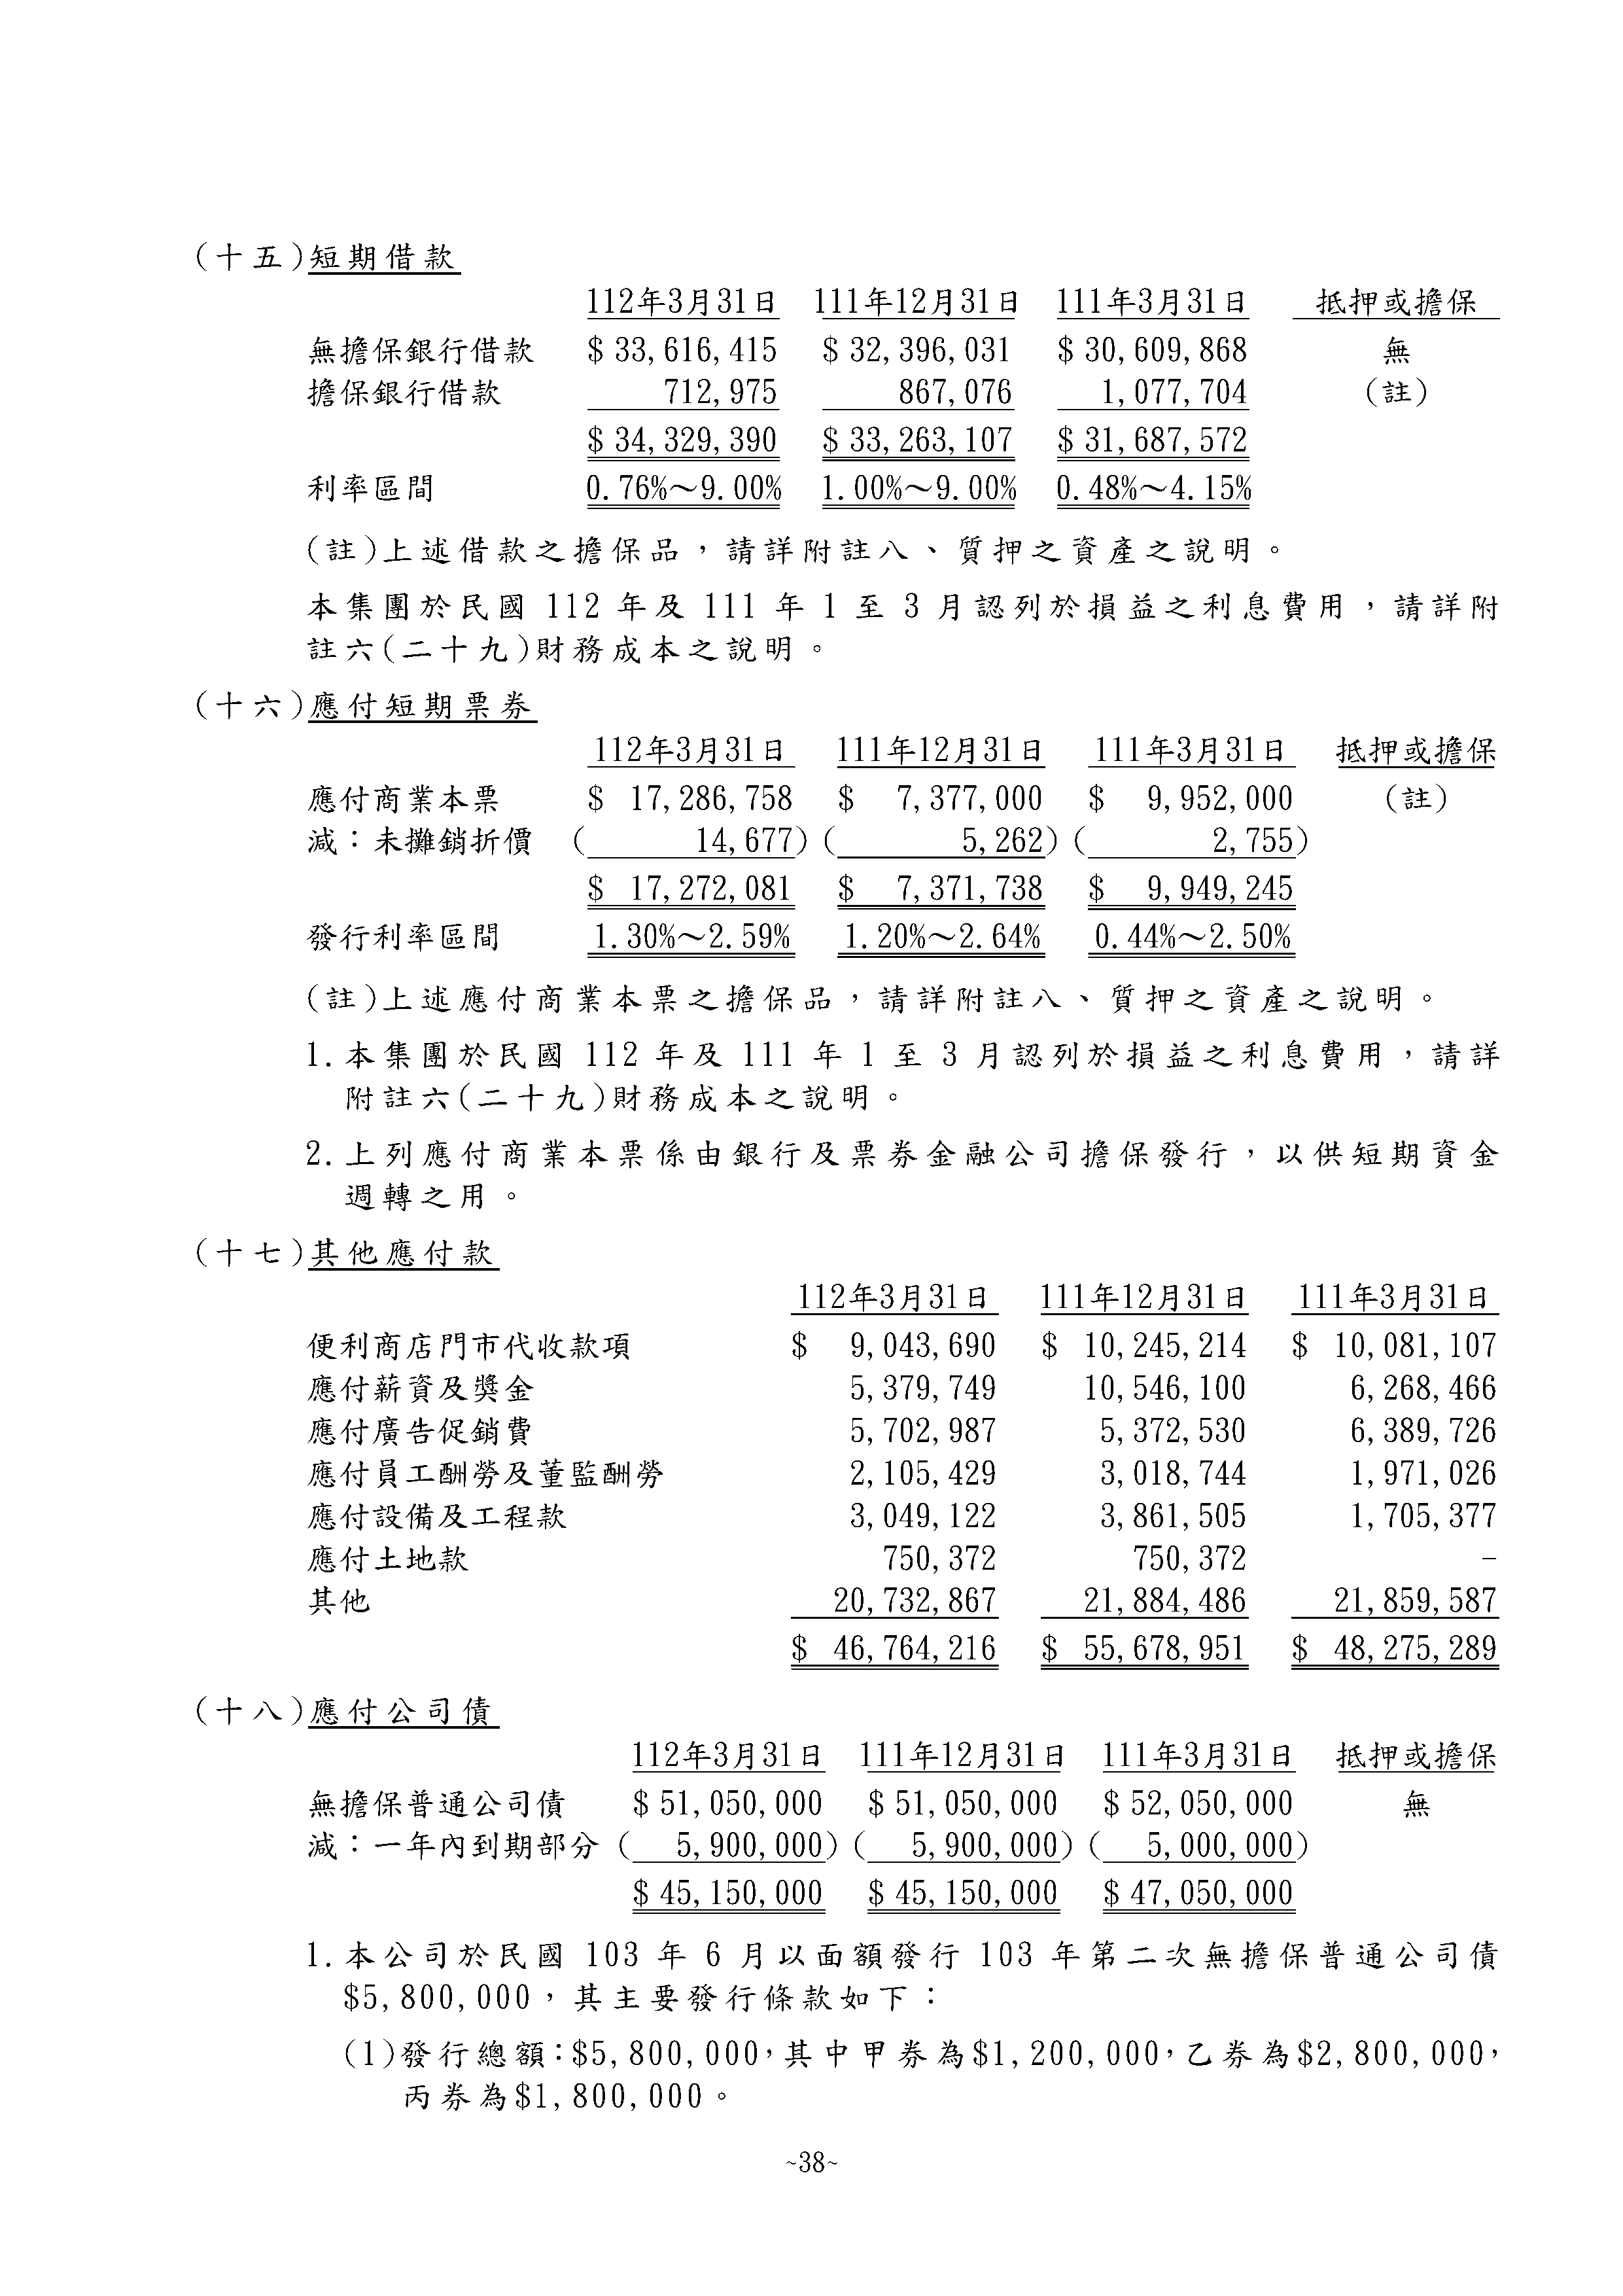 (十五)短期借款
112年3月31日 111年12月31日 111年3月31日 抵押或擔保
無擔保銀行借款 $ 33,616,415 $ 32,396,031 $ 30,609,868 無
擔保銀行借款 712,975 867,076 1,077,704 (註)
$ 34,329,390 $ 33,263,107 $ 31,687,572
利率區間 0.76%～9.00% 1.00%～9.00% 0.48%～4.15%
(註)上述借款之擔保品，請詳附註八、質押之資產之說明。
本集團於民國 112 年及 111 年 1 至 3 月認列於損益之利息費用，請詳附
註六(二十九)財務成本之說明。
(十六)應付短期票券
112年3月31日 111年12月31日 111年3月31日 抵押或擔保
應付商業本票 $ 17,286,758 $ 7,377,000 $ 9,952,000 (註)
減：未攤銷折價 ( 14,677) ( 5,262) ( 2,755)
$ 17,272,081 $ 7,371,738 $ 9,949,245
發行利率區間 1.30%～2.59% 1.20%～2.64% 0.44%～2.50%
(註)上述應付商業本票之擔保品，請詳附註八、質押之資產之說明。
1.本集團於民國 112 年及 111 年 1 至 3 月認列於損益之利息費用，請詳
附註六(二十九)財務成本之說明。
2.上列應付商業本票係由銀行及票券金融公司擔保發行，以供短期資金
週轉之用。
(十七)其他應付款
112年3月31日 111年12月31日 111年3月31日
便利商店門市代收款項 $ 9,043,690 $ 10,245,214 $ 10,081,107
應付薪資及獎金 5,379,749 10,546,100 6,268,466
應付廣告促銷費 5,702,987 5,372,530 6,389,726
應付員工酬勞及董監酬勞 2,105,429 3,018,744 1,971,026
應付設備及工程款 3,049,122 3,861,505 1,705,377
應付土地款 750,372 750,372 -
其他 20,732,867 21,884,486 21,859,587
$ 46,764,216 $ 55,678,951 $ 48,275,289
(十八)應付公司債
112年3月31日 111年12月31日 111年3月31日 抵押或擔保
無擔保普通公司債 $ 51,050,000 $ 51,050,000 $ 52,050,000 無
減：一年內到期部分 ( 5,900,000) ( 5,900,000) ( 5,000,000)
$ 45,150,000 $ 45,150,000 $ 47,050,000
1.本公司於民國 103 年 6 月以面額發行 103 年第二次無擔保普通公司債
$5,800,000，其主要發行條款如下：
(1)發行總額：$5,800,000，其中甲券為$1,200,000，乙券為$2,800,000，
丙券為$1,800,000。
~38~